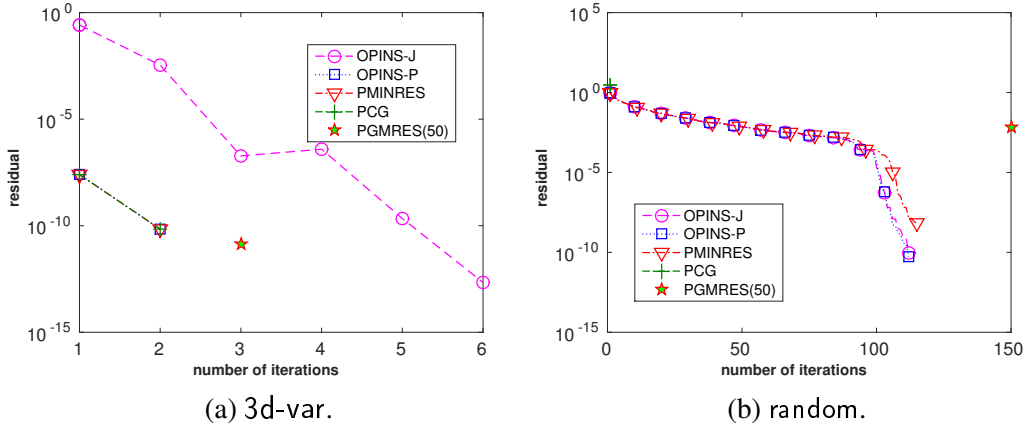 10^0
10^-5
10^-10
10^-15
residual
1
2
3
4
5
6
number of iterations
OPINS-J
OPINS-P
PMINRES
PCG
PGMRES(50)
(a) 3d-var.
10^5
10^0
10^-5
10^-10
10^-15
residual
0
50
100
150
number of iterations
OPINS-J
OPINS-P
PMINRES
PCG
PGMRES(50)
(b) random.